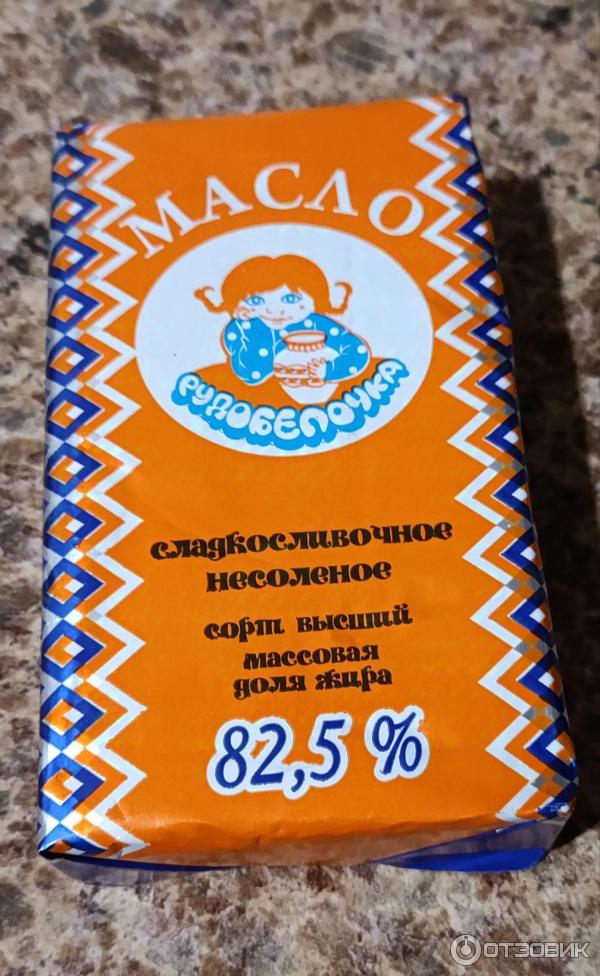 МАСЛО
РУДОБЕЛОЧКА
сладкосливочное
несоленое
сорт высший
массовая
доля жира
82,5 %
ОТЗОВИК